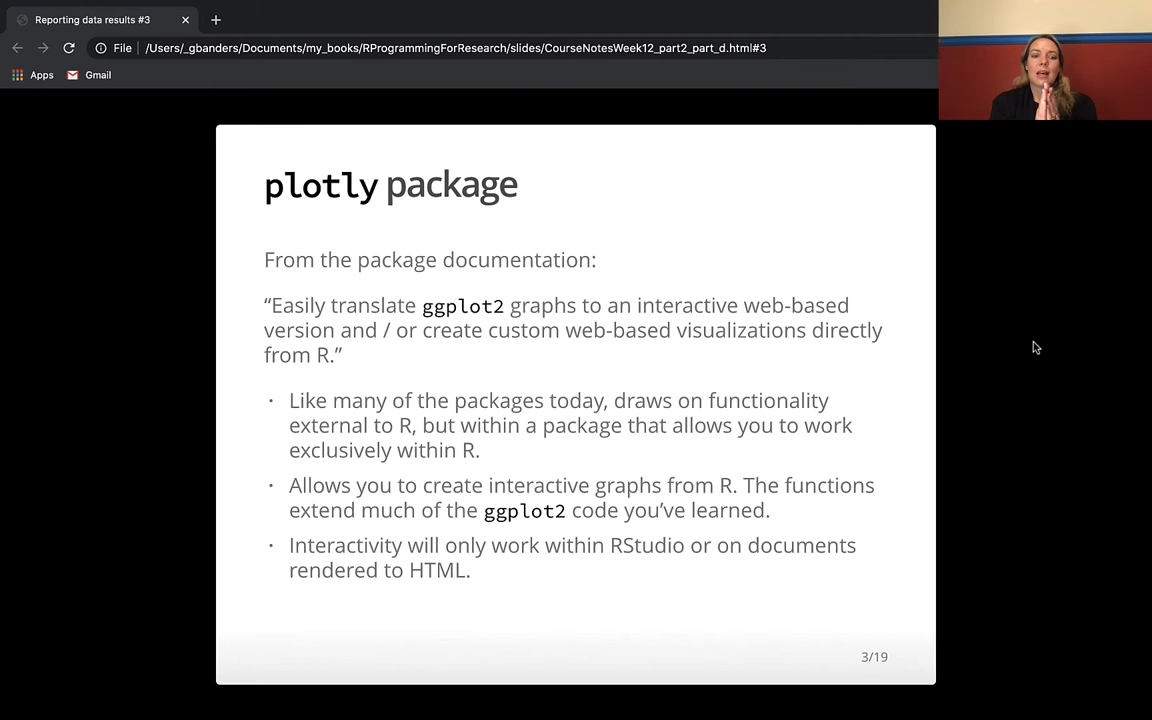 Reporting data results #3
File
/Users/_gbanders/Documents/my_books/RProgrammingForResearch/slides/CourseNotesWeek12_part2_part_d.html#3
Apps
Gmail
plotly package
From the package documentation:
“Easily translate ggplot2 graphs to an interactive web-based
version and / or create custom web-based visualizations directly
from R.”
· Like many of the packages today, draws on functionality
external to R, but within a package that allows you to work
exclusively within R.
· Allows you to create interactive graphs from R. The functions
extend much of the ggplot2 code you’ve learned.
· Interactivity will only work within RStudio or on documents
rendered to HTML.
3/19